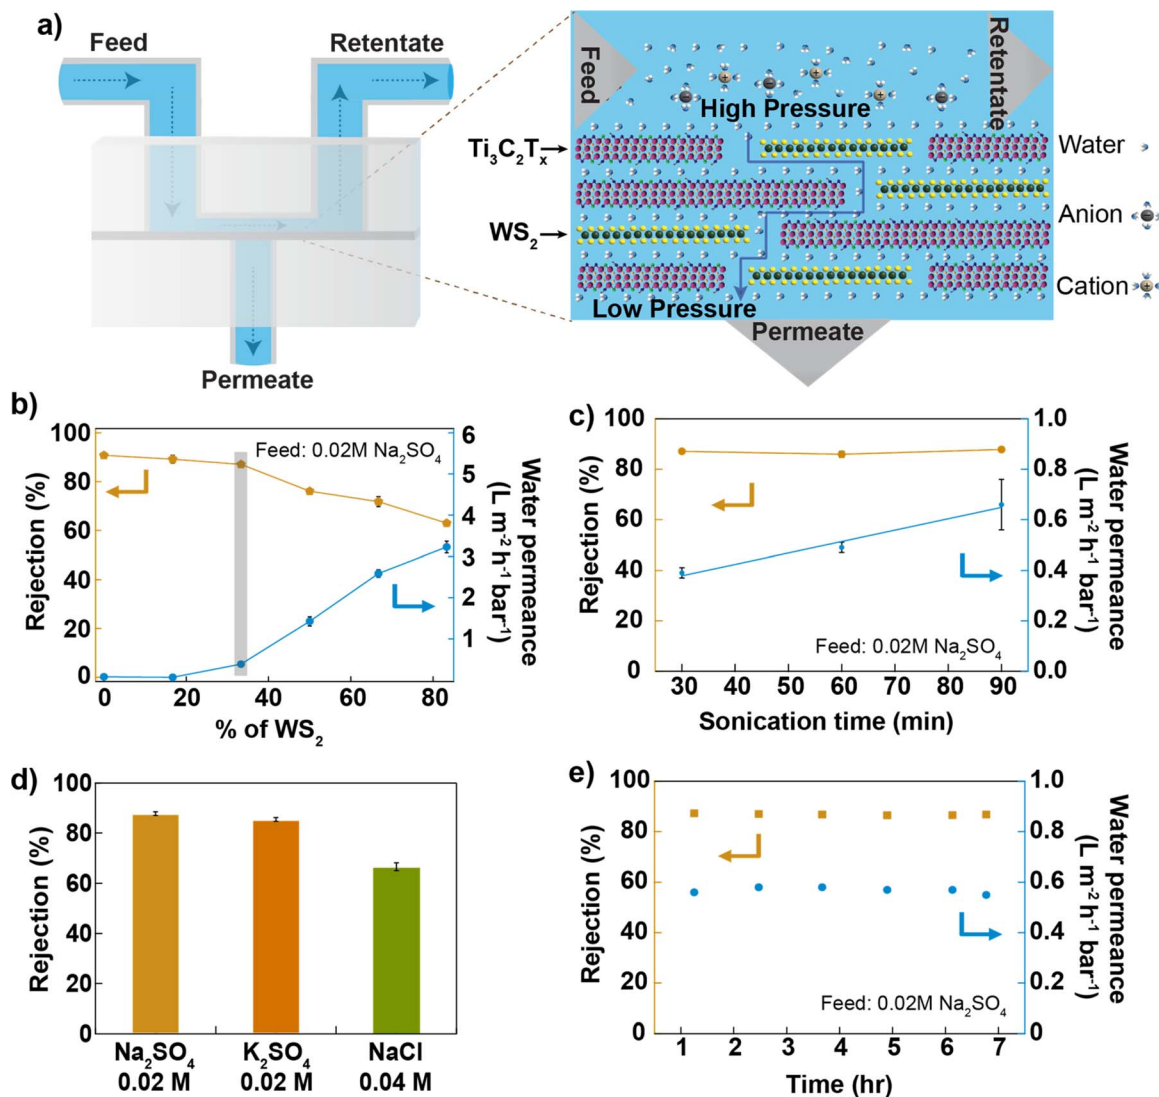 a)
Feed
Retentate
Permeate
Feed
Retentate
High Pressure
Ti₃C₂Tₓ
WS₂
Low Pressure
Permeate
Water
Anion
Cation
b)
Feed: 0.02M Na₂SO₄
Rejection (%)
100
80
60
40
20
0
6
5
4
3
2
1
Water permeance
(L m⁻² h⁻¹ bar⁻¹)
0 20 40 60 80
% of WS₂
c)
Rejection (%)
100
80
60
40
20
0
1.0
0.8
0.6
0.4
0.2
0.0
Water permeance
(L m⁻² h⁻¹ bar⁻¹)
Feed: 0.02M Na₂SO₄
30 40 50 60 70 80 90
Sonication time (min)
d)
Rejection (%)
100
80
60
40
20
0
Na₂SO₄ K₂SO₄ NaCl
0.02 M 0.02 M 0.04 M
e)
Rejection (%)
100
80
60
40
20
0
1.0
0.8
0.6
0.4
0.2
0.0
Water permeance
(L m⁻² h⁻¹ bar⁻¹)
Feed: 0.02M Na₂SO₄
1 2 3 4 5 6 7
Time (hr)